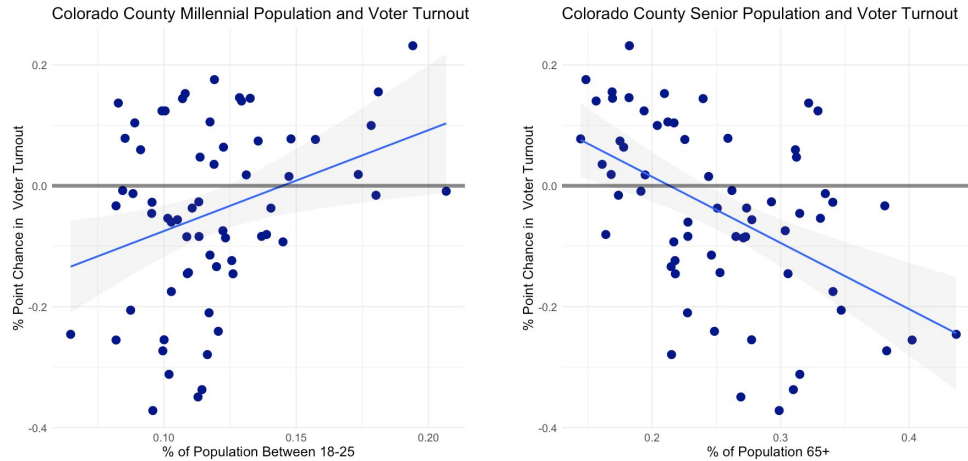 Colorado County Millennial Population and Voter Turnout
% Point Chance in  Voter Turnout
0.2
0.0
-0.2
-0.4
0.10
0.15
0.20
% of Population Between 18-25
Colorado County Senior Population and Voter Turnout
% Point Chance in  Voter Turnout
0.2
0.0
-0.2
-0.4
0.2
0.3
0.4
% of Population 65+